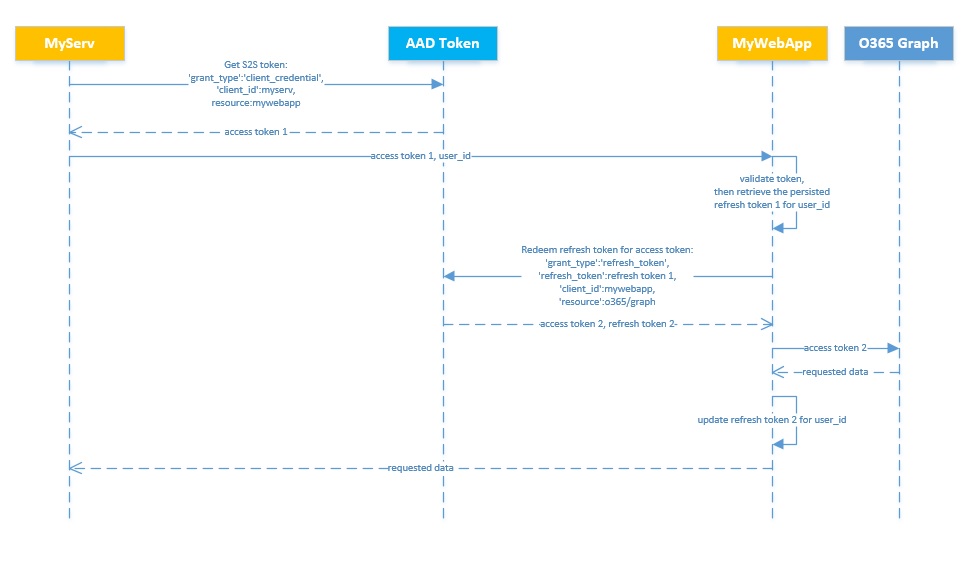 MyServ
AAD Token
MyWebApp
O365 Graph
Get S2S token:
'grant_type':'client_credential',
'client_id':myserv,
resource:mywebapp
access token 1
access token 1, user_id
validate token,
then retrieve the persisted
refresh token 1 for user_id
Redeem refresh token for access token:
'grant_type':'refresh_token',
'refresh_token':refresh token 1,
'client_id':mywebapp,
'resource':o365/graph
access token 2, refresh token 2
access token 2
requested data
update refresh token 2 for user_id
requested data